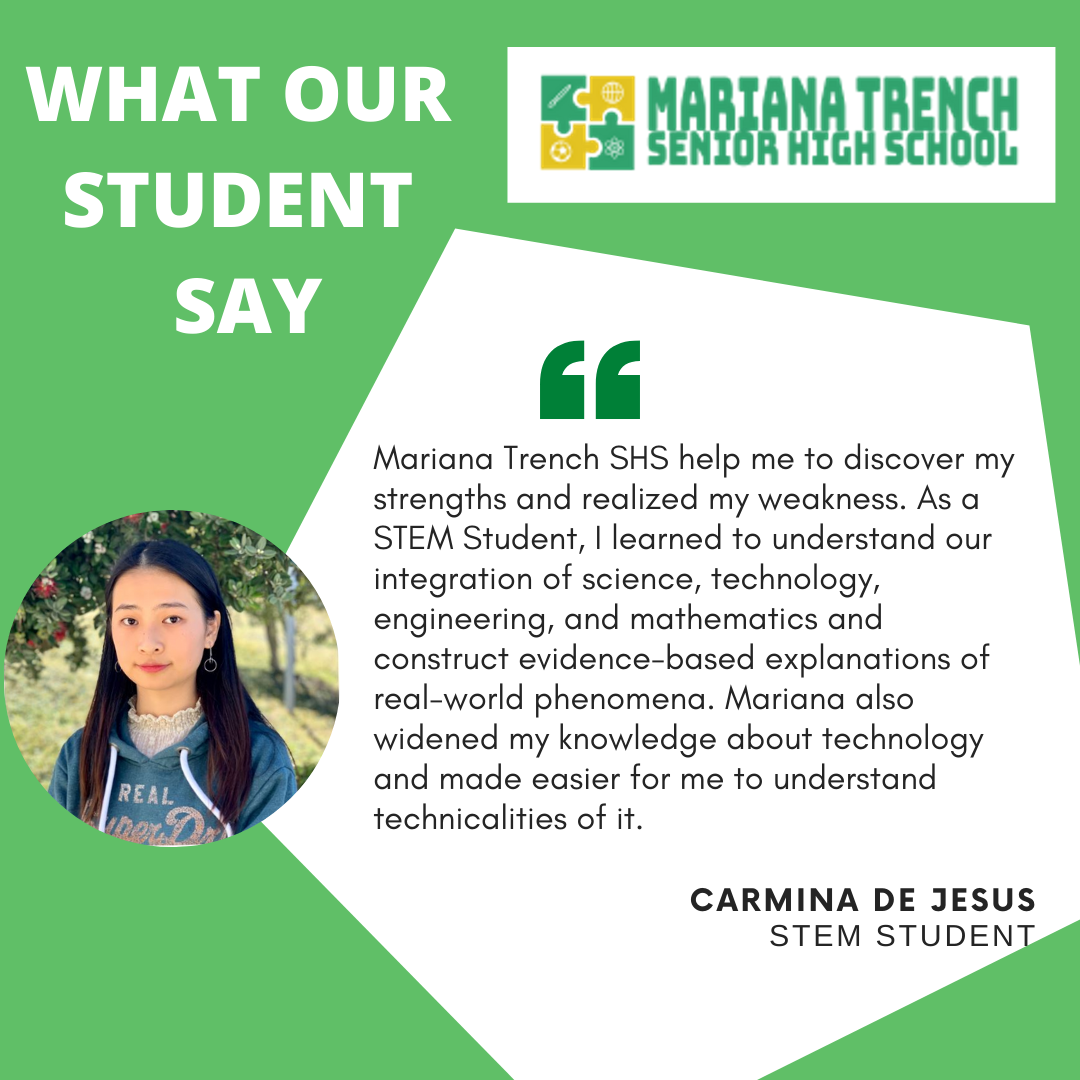 WHAT OUR
STUDENT
SAY
MARIANA TRENCH
SENIOR HIGH SCHOOL
Mariana Trench SHS help me to discover my
strengths and realized my weakness. As a
STEM Student, I learned to understand our
integration of science, technology,
engineering, and mathematics and
construct evidence-based explanations of
real-world phenomena. Mariana also
widened my knowledge about technology
and made easier for me to understand
technicalities of it.
REAL
CARMINA DE JESUS
STEM STUDENT